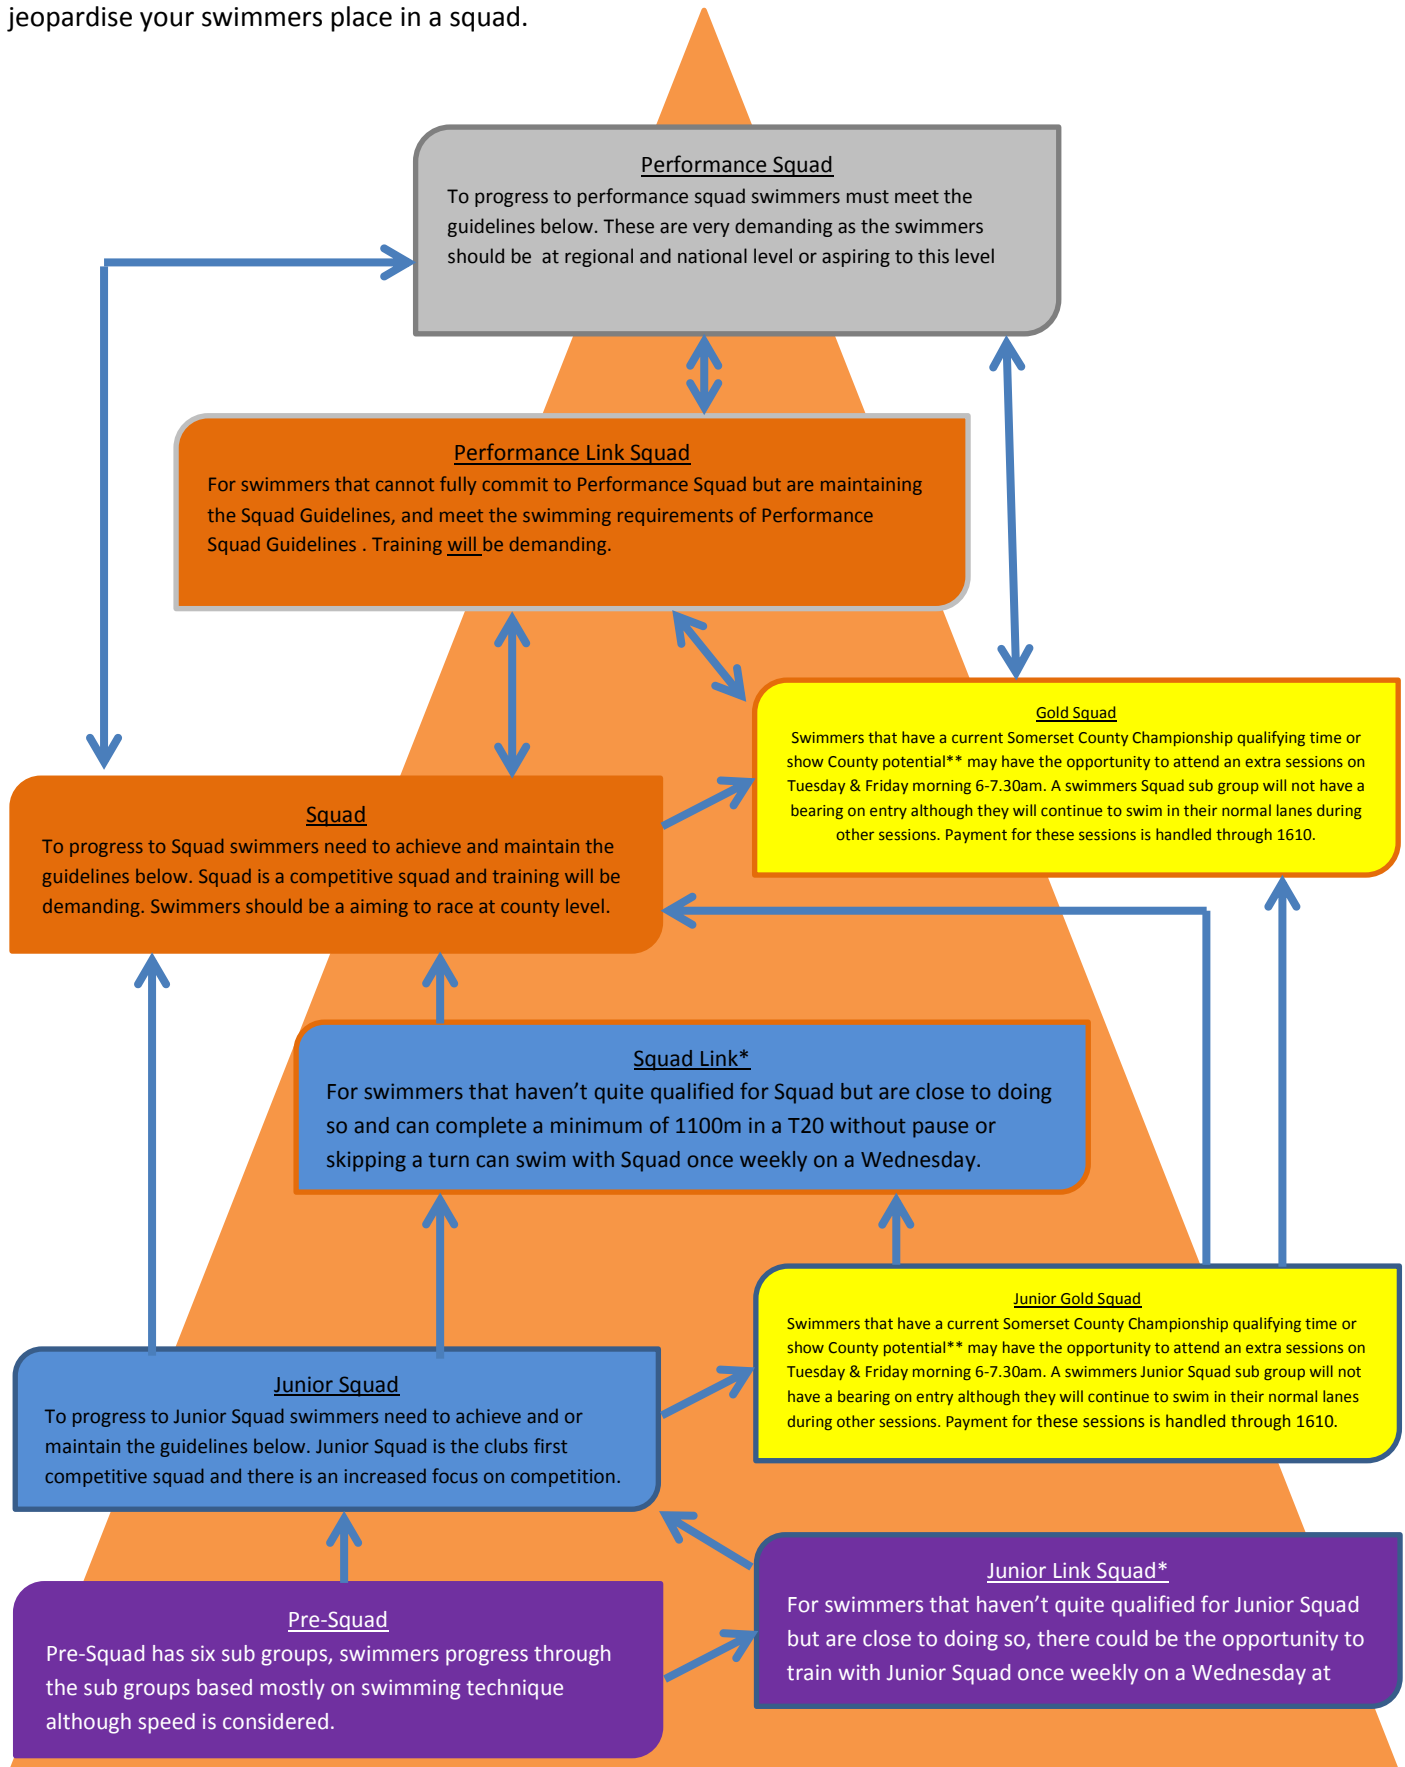 jeopardise your swimmers place in a squad.
Performance Squad
To progress to performance squad swimmers must meet the
guidelines below. These are very demanding as the swimmers
should be  at regional and national level or aspiring to this level
Performance Link Squad
For swimmers that cannot fully commit to Performance Squad but are maintaining
the Squad Guidelines, and meet the swimming requirements of Performance
Squad Guidelines . Training will be demanding.
Gold Squad
Swimmers that have a current Somerset County Championship qualifying time or
show County potential** may have the opportunity to attend an extra sessions on
Tuesday & Friday morning 6-7.30am. A swimmers Squad sub group will not have a
bearing on entry although they will continue to swim in their normal lanes during
other sessions. Payment for these sessions is handled through 1610.
Squad
To progress to Squad swimmers need to achieve and maintain the
guidelines below. Squad is a competitive squad and training will be
demanding. Swimmers should be a aiming to race at county level.
Squad Link*
For swimmers that haven’t quite qualified for Squad but are close to doing
so and can complete a minimum of 1100m in a T20 without pause or
skipping a turn can swim with Squad once weekly on a Wednesday.
Junior Gold Squad
Swimmers that have a current Somerset County Championship qualifying time or
show County potential** may have the opportunity to attend an extra sessions on
Tuesday & Friday morning 6-7.30am. A swimmers Junior Squad sub group will not
have a bearing on entry although they will continue to swim in their normal lanes
during other sessions. Payment for these sessions is handled through 1610.
Junior Squad
To progress to Junior Squad swimmers need to achieve and or
maintain the guidelines below. Junior Squad is the clubs first
competitive squad and there is an increased focus on competition.
Junior Link Squad*
For swimmers that haven’t quite qualified for Junior Squad
but are close to doing so, there could be the opportunity to
train with Junior Squad once weekly on a Wednesday at
Pre-Squad
Pre-Squad has six sub groups, swimmers progress through
the sub groups based mostly on swimming technique
although speed is considered.